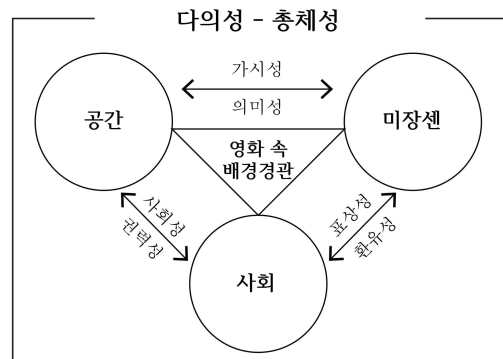 다의성 - 총체성
가시성
의미성
공간
미장센
영화 속
배경경관
사회성
권력성
표상성
환유성
사회